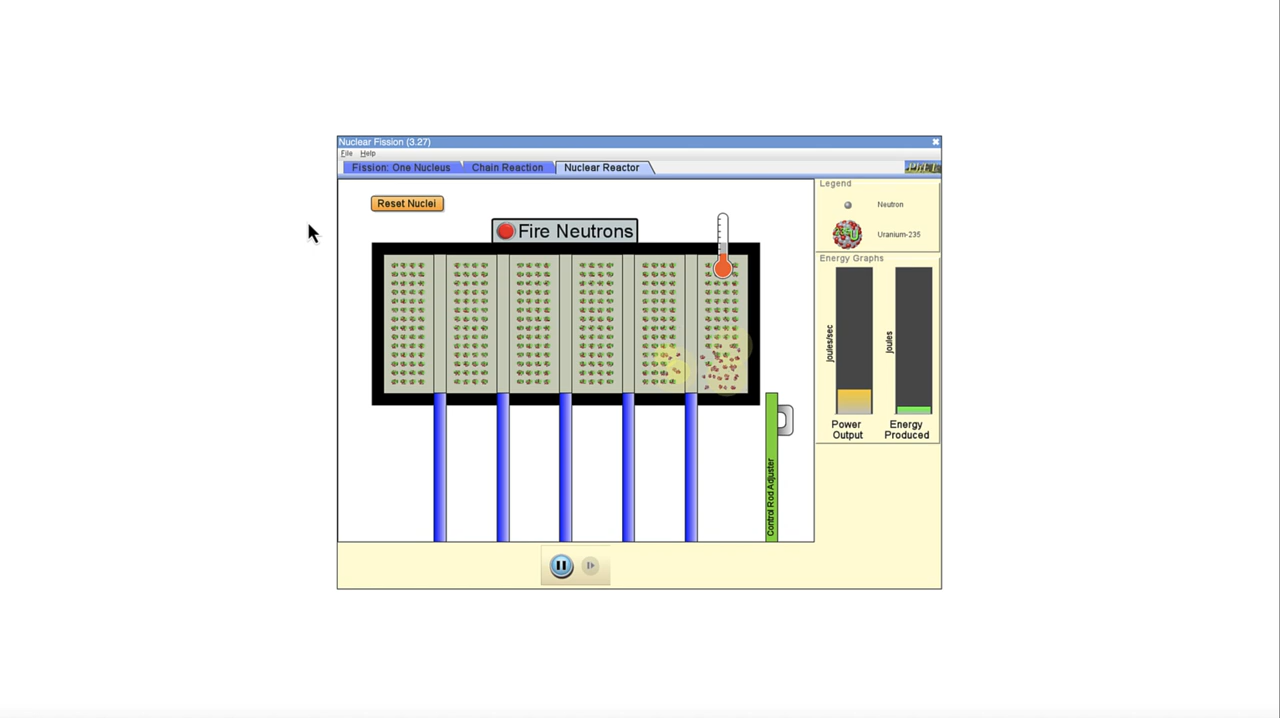 Nuclear Fission (3.27)
File Help
Fission: One Nucleus Chain Reaction Nuclear Reactor
Reset Nuclei
Fire Neutrons
Legend
Neutron
Uranium-235
Energy Graphs
joules/sec
joules
Power
Output
Energy
Produced
Control Rod Adjuster